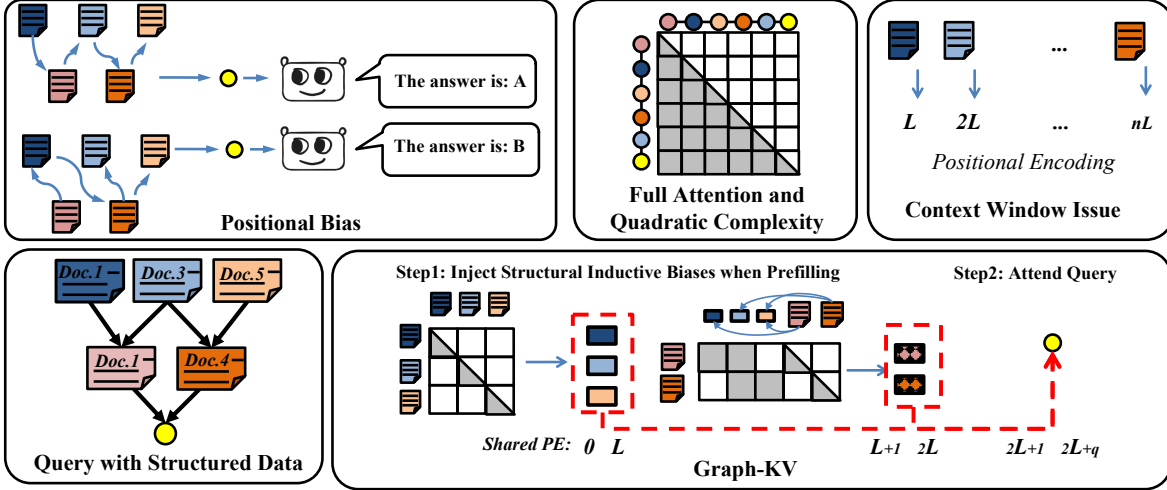 The answer is: A
The answer is: B
Positional Bias
Full Attention and
Quadratic Complexity
L 2L ... nL
...
Positional Encoding
Context Window Issue
Doc.1 Doc.3 Doc.5
Doc.1 Doc.4
Query with Structured Data
Step1: Inject Structural Inductive Biases when Prefilling
Step2: Attend Query
Shared PE: 0 L L+1 2L 2L+1 2L+q
Graph-KV